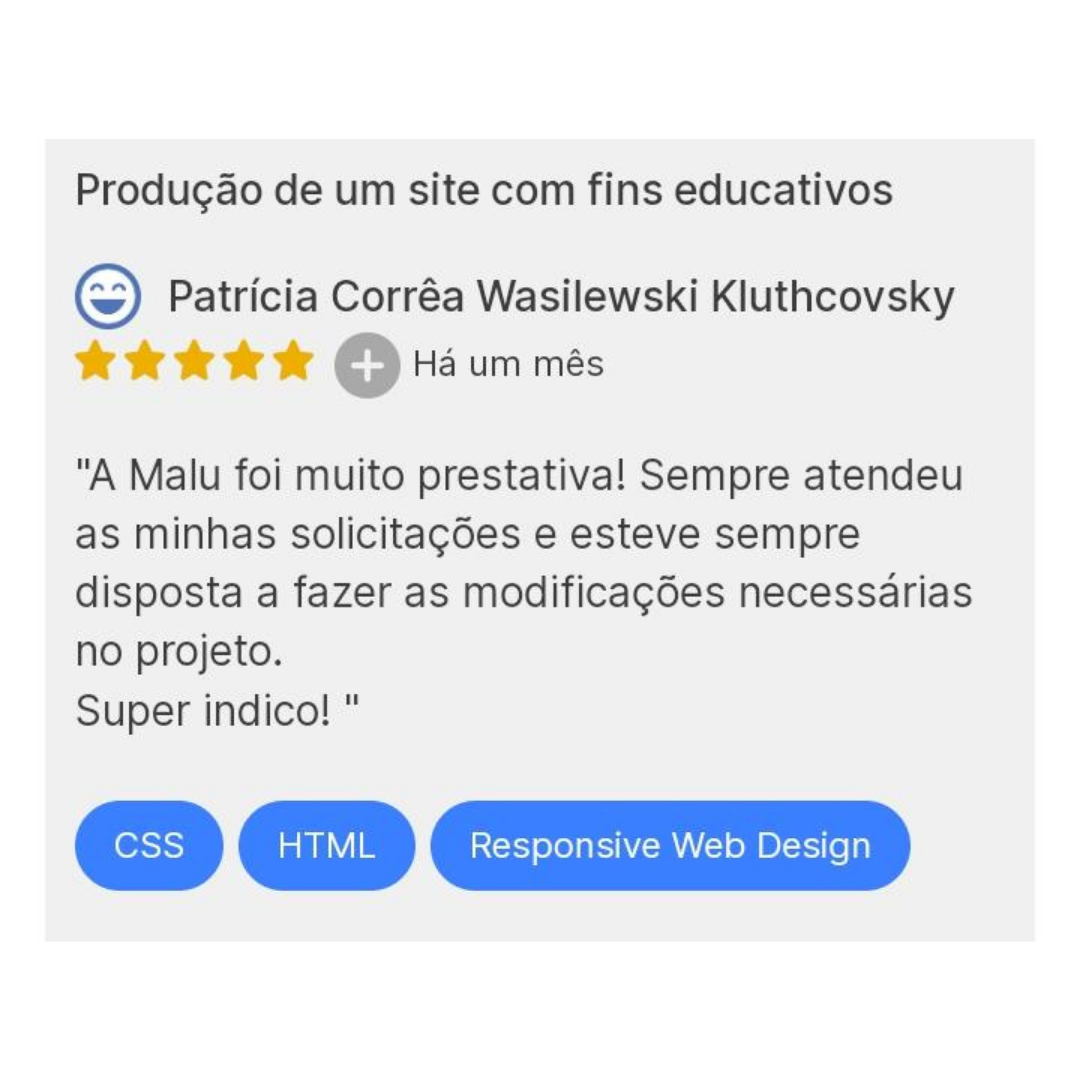 Produção de um site com fins educativos
Patrícia Corrêa Wasilewski Kluthcovsky
Há um mês
"A Malu foi muito prestativa! Sempre atendeu
as minhas solicitações e esteve sempre
disposta a fazer as modificações necessárias
no projeto.
Super indico! "
CSS HTML Responsive Web Design